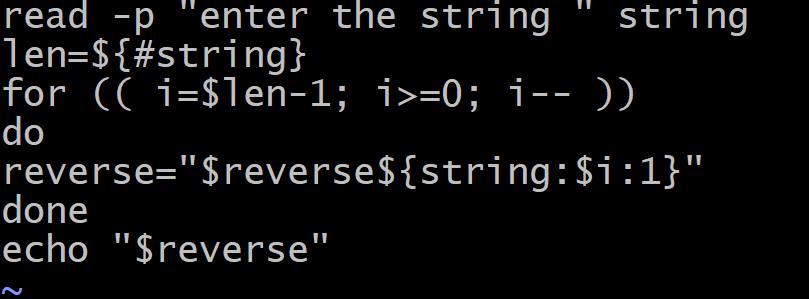 read -p "enter the string " string
len=${#string}
for (( i=$len-1; i>=0; i-- ))
do
reverse="$reverse${string:$i:1}"
done
echo "$reverse"
~